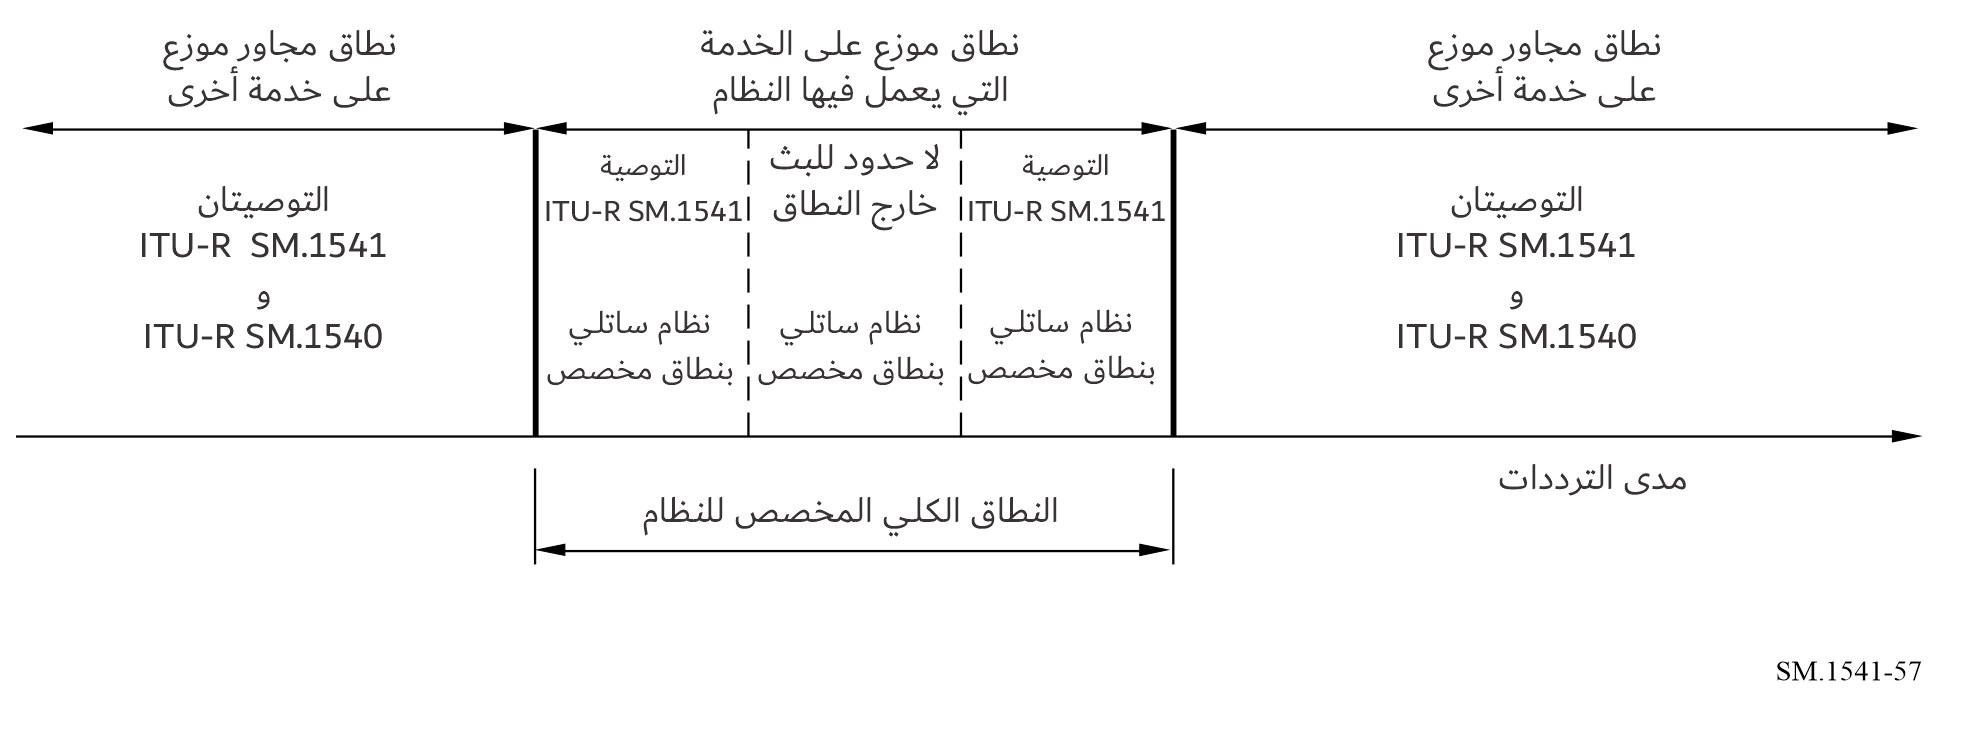 نطاق مجاور موزع
على خدمة أخرى
نطاق موزع على الخدمة
التي يعمل فيها النظام
نطاق مجاور موزع
على خدمة أخرى
التوصيتان
ITU-R SM.1541
و
ITU-R SM.1540
التوصية
ITU-R SM.1541
نظام ساتلي
بنطاق مخصص
لا حدود للبث
خارج النطاق
نظام ساتلي
بنطاق مخصص
التوصية
ITU-R SM.1541
نظام ساتلي
بنطاق مخصص
التوصيتان
ITU-R  SM.1541
و
ITU-R SM.1540
مدى الترددات
النطاق الكلي المخصص للنظام
SM.1541-57